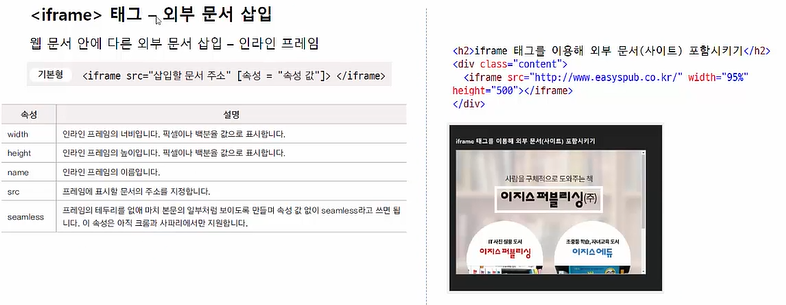 <iframe> 태그 – 외부 문서 삽입
웹 문서 안에 다른 외부 문서 삽입 – 인라인 프레임
기본형 <iframe src="삽입할 문서 주소" [속성 = "속성 값"]> </iframe>
속성 설명
width 인라인 프레임의 너비입니다. 픽셀이나 백분율 값으로 표시합니다.
height 인라인 프레임의 높이입니다. 픽셀이나 백분율 값으로 표시합니다.
name 인라인 프레임의 이름입니다.
src 프레임에 표시할 문서의 주소를 지정합니다.
seamless 프레임의 테두리를 없애 마치 본문의 일부처럼 보이도록 만들며 속성 값 없이 seamless라고 쓰면 됩
니다. 이 속성은 아직 크롬과 사파리에서만 지원합니다.
<h2>iframe 태그를 이용해 외부 문서(사이트) 포함시키기</h2>
<div class="content">
<iframe src="http://www.easyspub.co.kr/" width="95%"
height="500"></iframe>
</div>
iframe 태그를 이용해 외부 문서(사이트) 포함시키기
사람을 구체적으로 도와주는 책
이지스퍼블리싱(주)
IT 사진 실용 도서 초중등 학습, 자녀교육 도서
이지스퍼블리싱 이지스에듀